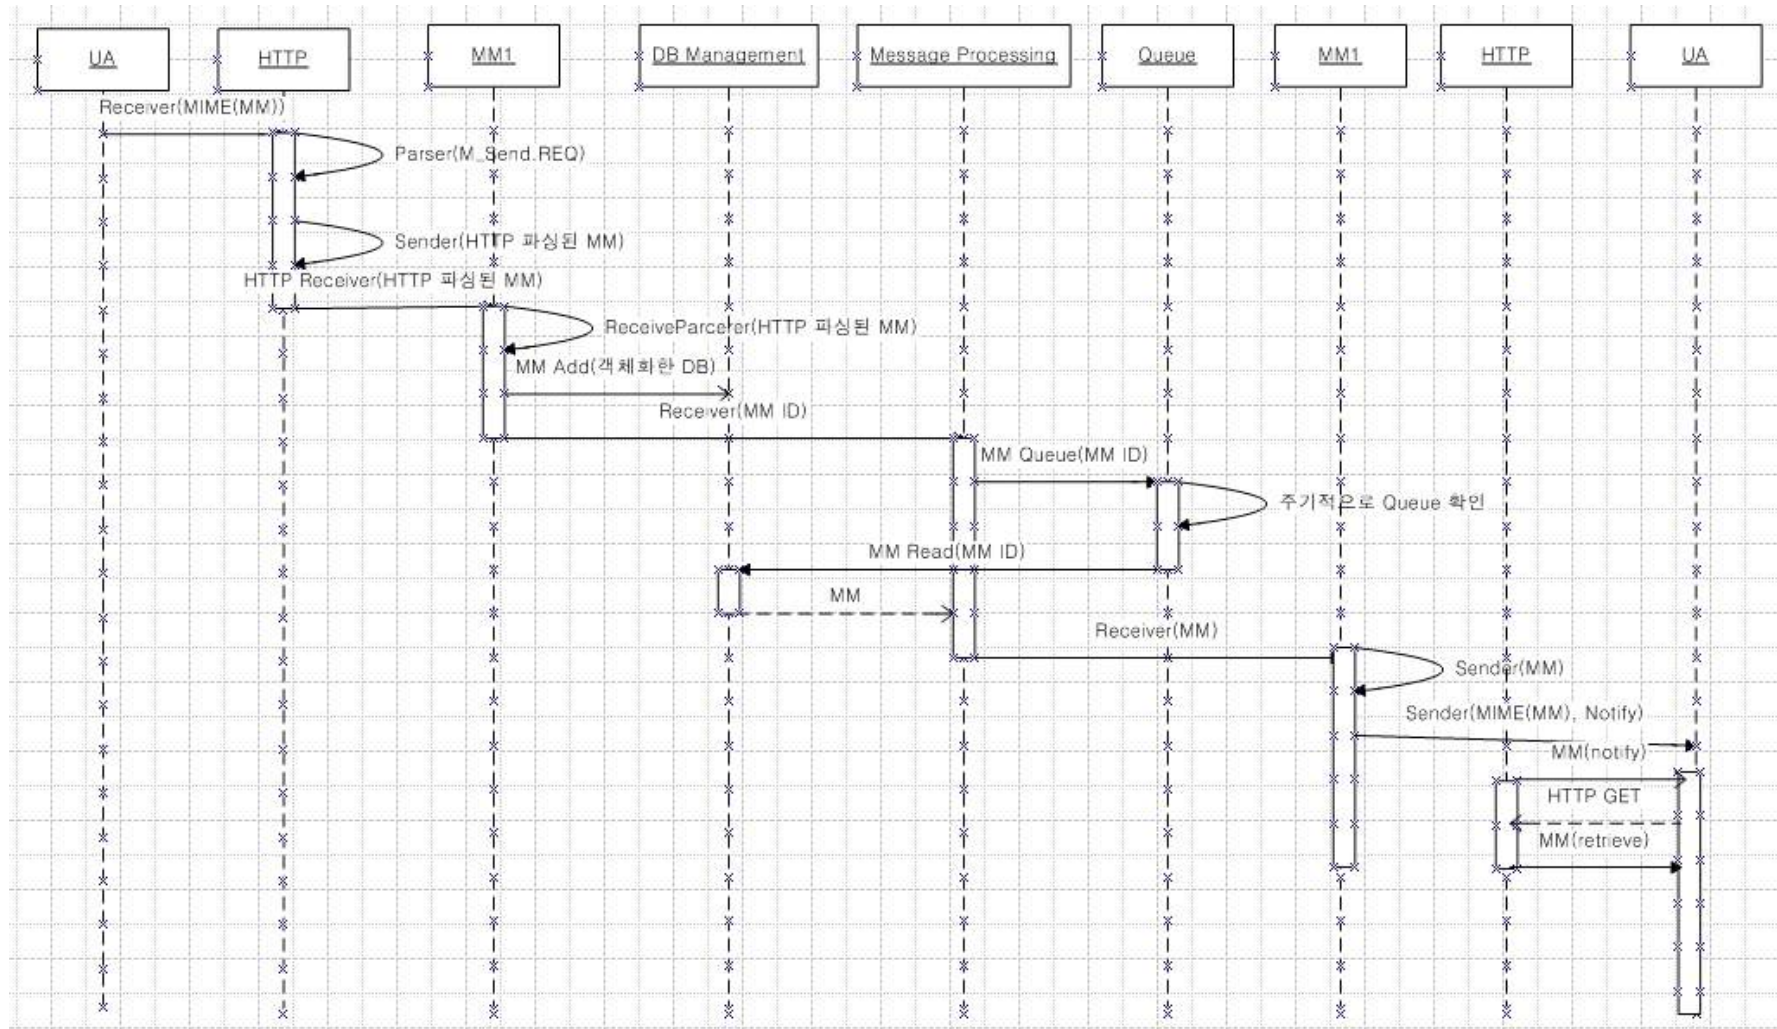 UA
HTTP
MM1
DB Management
Message Processing
Queue
MM1
HTTP
UA
Receiver(MIME(MM))
Parser(M_Send.REQ)
Sender(HTTP 파싱된 MM)
HTTP Receiver(HTTP 파싱된 MM)
ReceiveParcerer(HTTP 파싱된 MM)
MM Add(객체화한 DB)
Receiver(MM ID)
MM Queue(MM ID)
주기적으로 Queue 확인
MM Read(MM ID)
MM
Receiver(MM)
Sender(MM)
Sender(MIME(MM), Notify)
MM(notify)
HTTP GET
MM(retrieve)